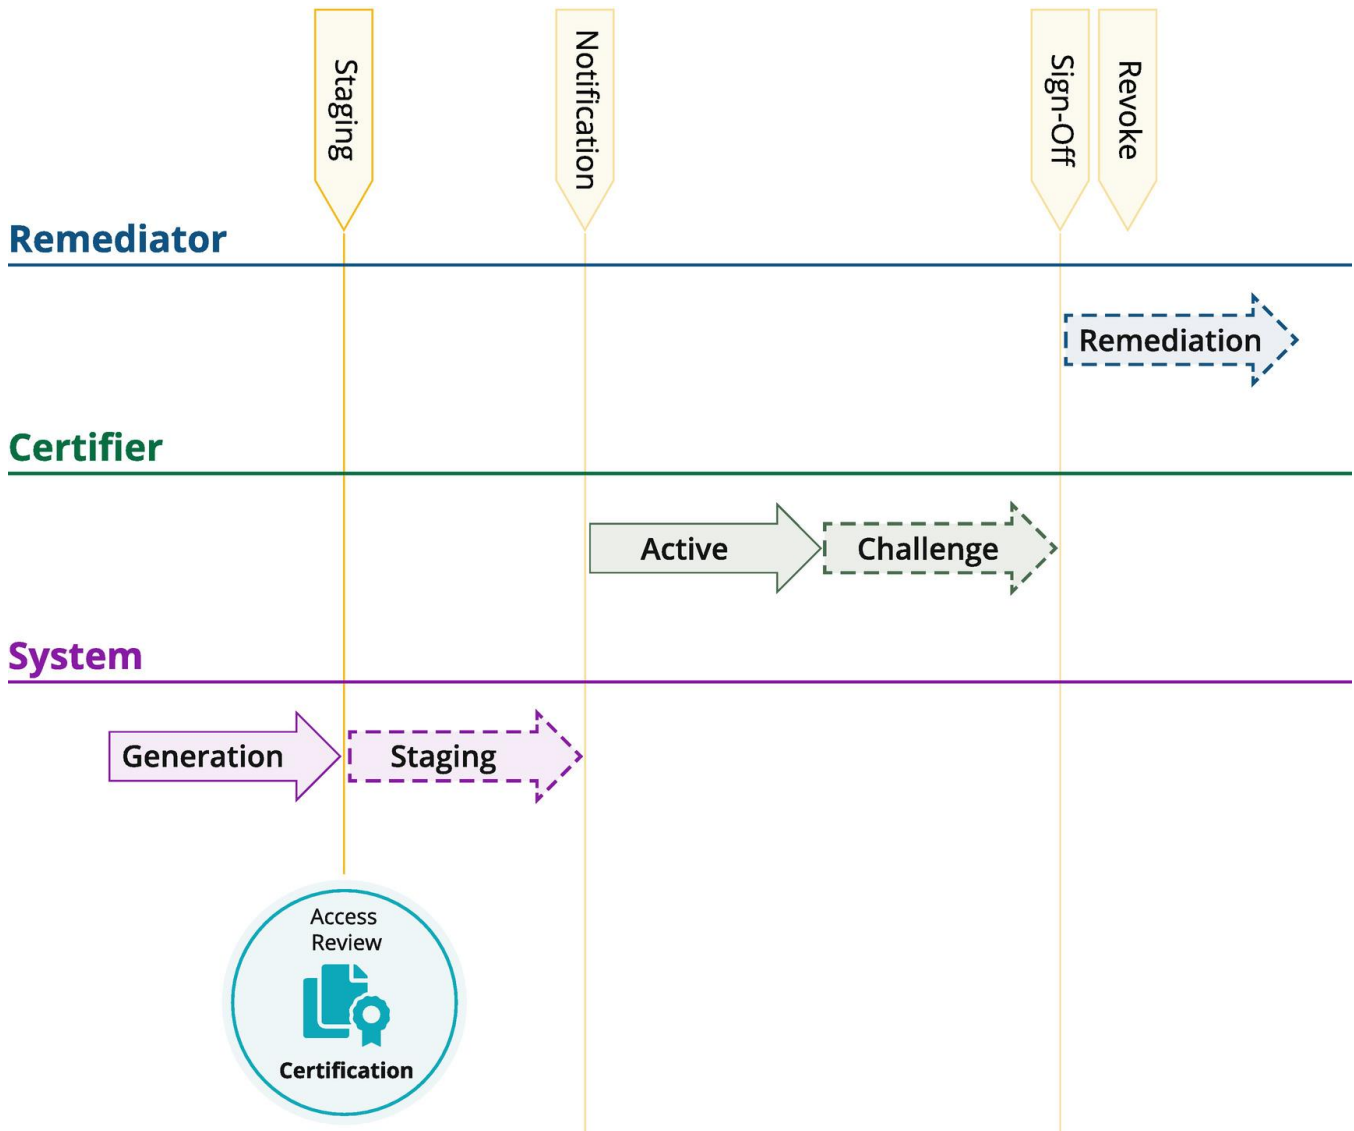 Staging
Notification
Sign-Off
Revoke
Remediator
Remediation
Certifier
Active
Challenge
System
Generation
Staging
Access
Review
Certification